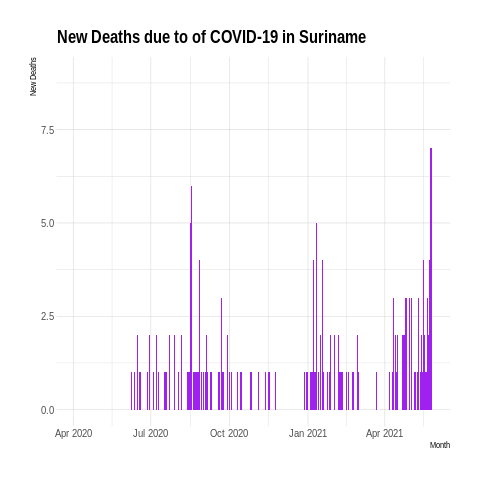 New Deaths due to of COVID-19 in Suriname
New Deaths
7.5
5.0
2.5
0.0
Apr 2020 Jul 2020 Oct 2020 Jan 2021 Apr 2021
Month